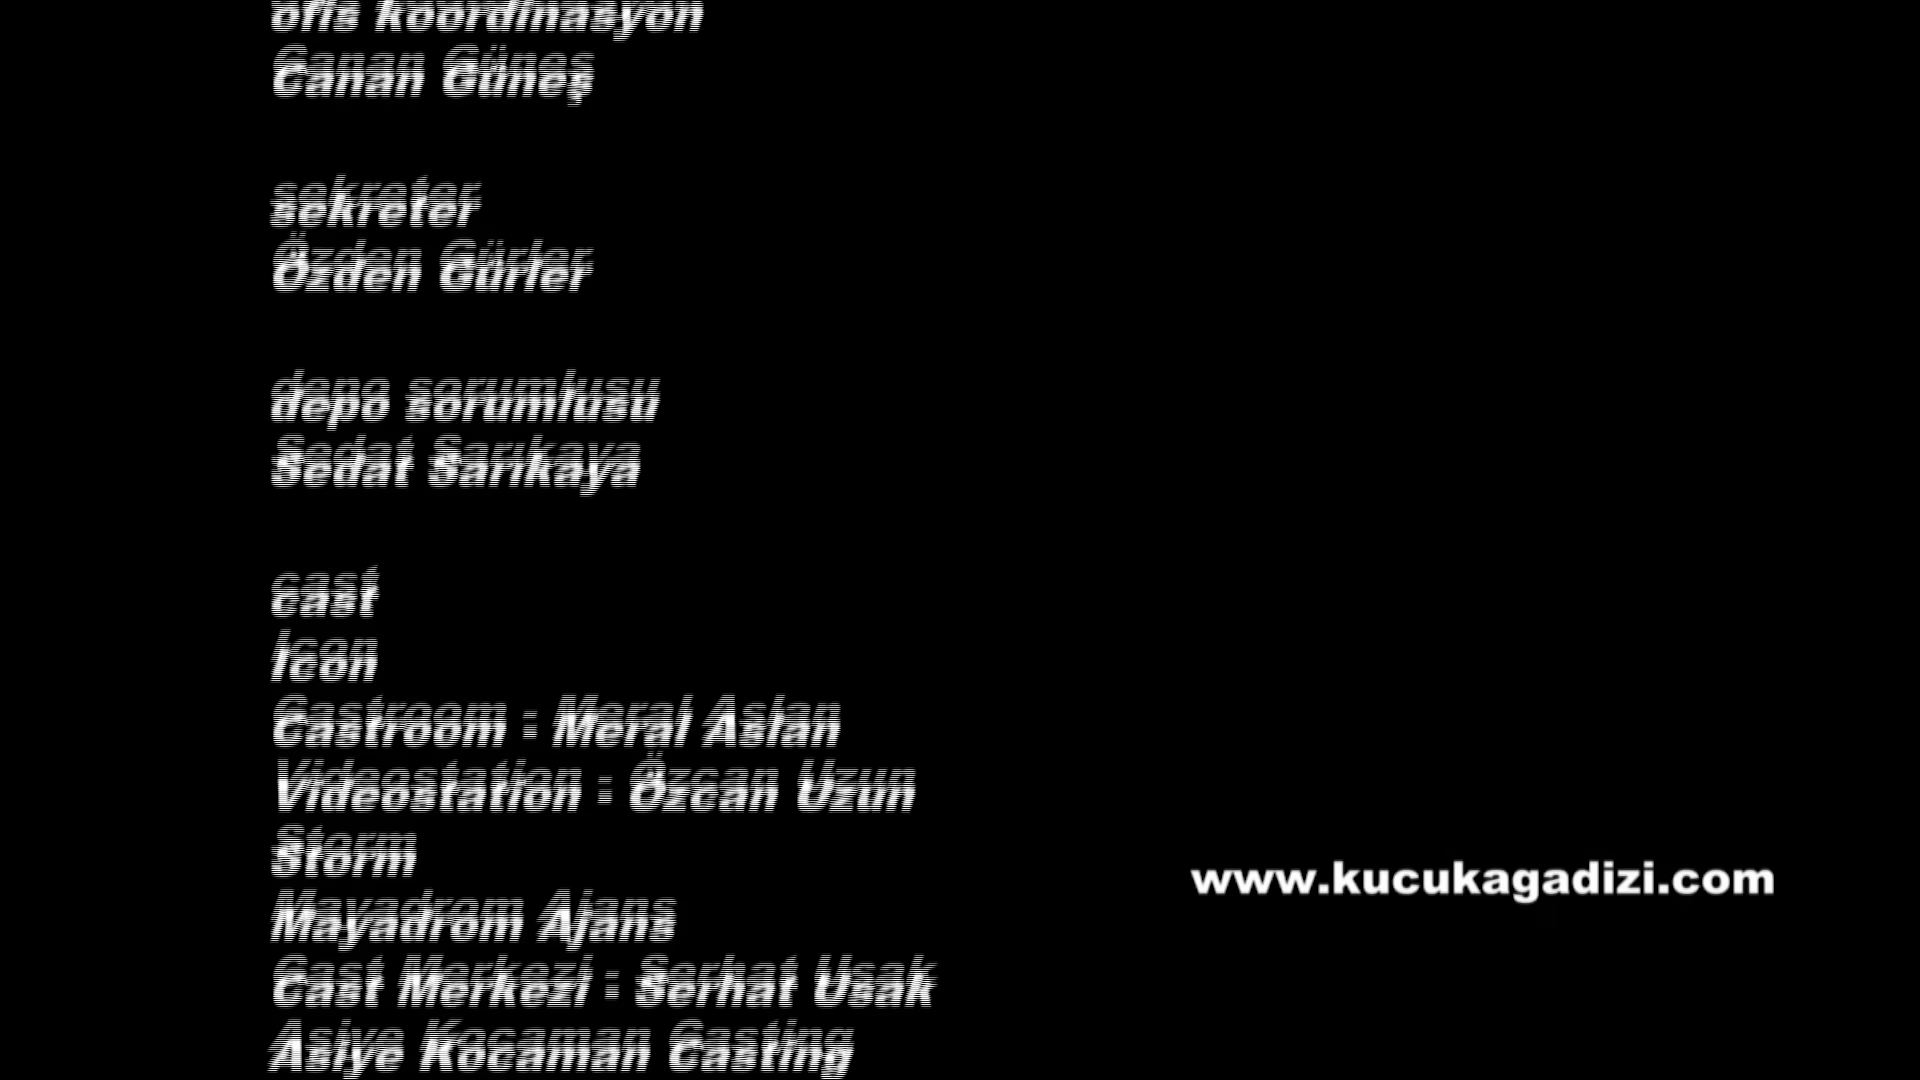 ofis koordinasyon
Canan Güneş
sekreter
Özden Gürler
depo sorumlusu
Sedat Sarıkaya
cast
Icon
Castroom : Meral Aslan
Videostation : Özcan Uzun
Storm
www.kucukagadizi.com
Mayadrom Ajans
Cast Merkezi : Serhat Usak
Asiye Kocaman Casting